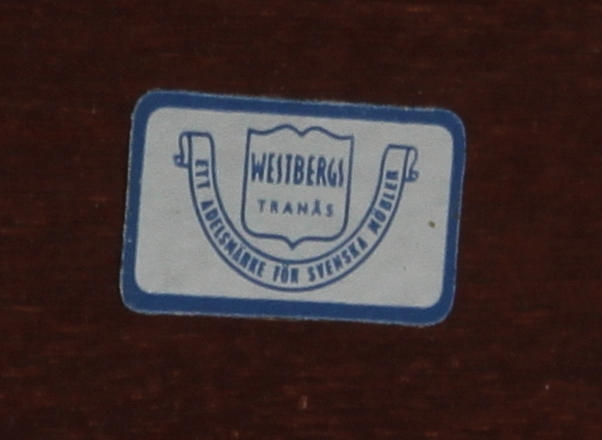 WESTBERGS
TRANÅS
ETT ADELSMÄRKE FÖR SVENSKA MÖBLER